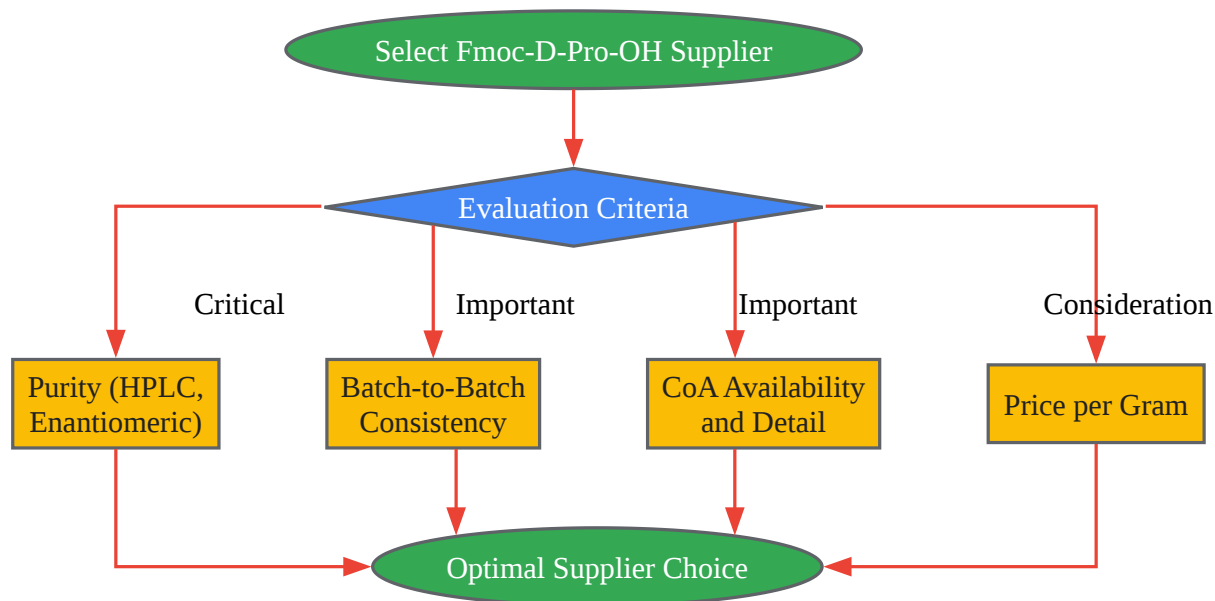 Select Fmoc-D-Pro-OH Supplier
Evaluation Criteria
Critical
Important
Important
Consideration
Purity (HPLC,
Enantiomeric)
Batch-to-Batch
Consistency
CoA Availability
and Detail
Price per Gram
Optimal Supplier Choice